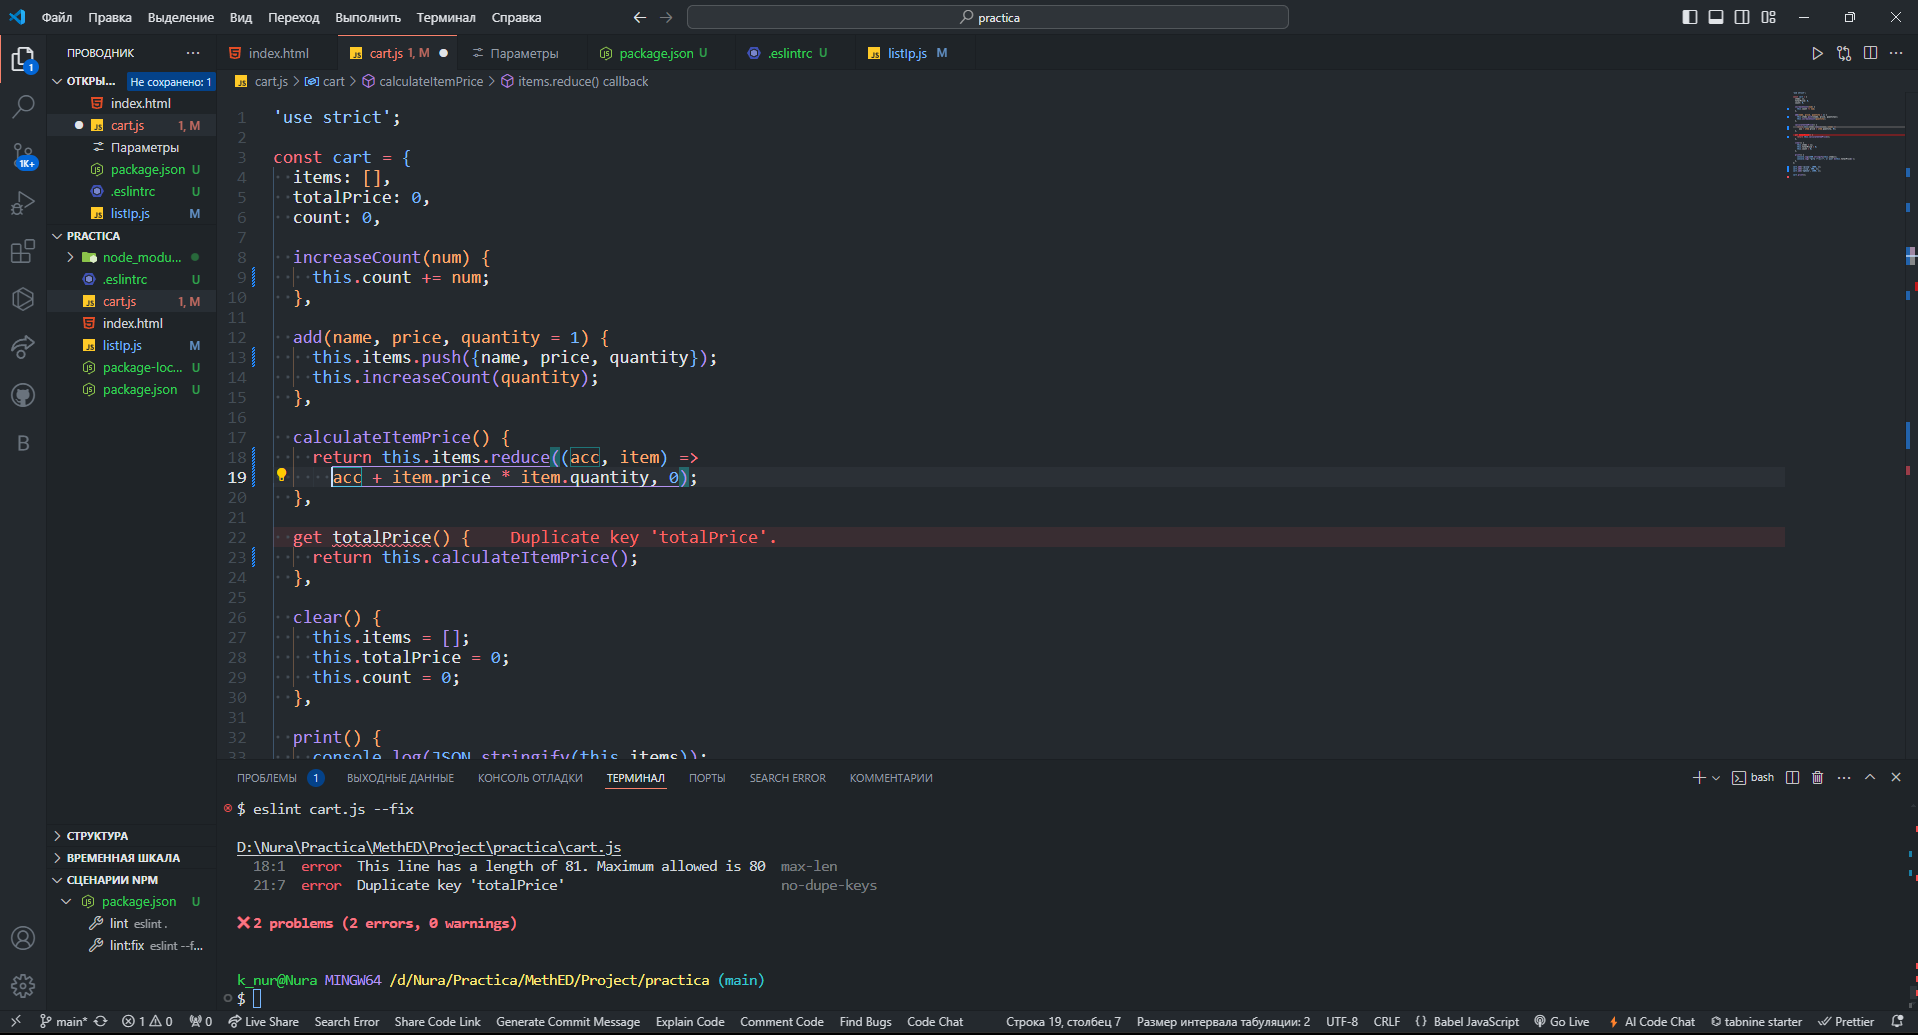 Файл Правка Выделение Вид Переход Выполнить Терминал Справка practica
ПРОВОДНИК
ОТКРЫ... Не сохранено: 1
index.html
cart.js 1, M
Параметры
package.json U
.eslintrc U
listIp.js M
PRACTICA
node_modu...
.eslintrc U
cart.js 1, M
index.html
listIp.js M
package-loc... U
package.json U
СТРУКТУРА
ВРЕМЕННАЯ ШКАЛА
СЦЕНАРИИ NPM
package.json U
lint eslint .
lint:fix eslint --f...
index.html cart.js 1, M Параметры package.json U .eslintrc U listIp.js M
cart.js > cart > calculateItemPrice > items.reduce() callback
1 'use strict';
2
3 const cart = {
4 items: [],
5 totalPrice: 0,
6 count: 0,
7
8 increaseCount(num) {
9 this.count += num;
10 },
11
12 add(name, price, quantity = 1) {
13 this.items.push({name, price, quantity});
14 this.increaseCount(quantity);
15 },
16
17 calculateItemPrice() {
18 return this.items.reduce((acc, item) =>
19 acc + item.price * item.quantity, 0);
20 },
21
22 get totalPrice() { Duplicate key 'totalPrice'.
23 return this.calculateItemPrice();
24 },
25
26 clear() {
27 this.items = [];
28 this.totalPrice = 0;
29 this.count = 0;
30 },
31
32 print() {
33 console.log(JSON.stringify(this.items));
ПРОБЛЕМЫ 1 ВЫХОДНЫЕ ДАННЫЕ КОНСОЛЬ ОТЛАДКИ ТЕРМИНАЛ ПОРТЫ SEARCH ERROR КОММЕНТАРИИ bash
$ eslint cart.js --fix
D:\Nura\Practica\MethED\Project\practica\cart.js
18:1 error This line has a length of 81. Maximum allowed is 80 max-len
21:7 error Duplicate key 'totalPrice' no-dupe-keys
2 problems (2 errors, 0 warnings)
k_nur@Nura MINGW64 /d/Nura/Practica/MethED/Project/practica (main)
$
1
1K+
B
main* 1 0 0 Live Share Search Error Share Code Link Generate Commit Message Explain Code Comment Code Find Bugs Code Chat Строка 19, столбец 7 Размер интервала табуляции: 2 UTF-8 CRLF {} Babel JavaScript Go Live AI Code Chat tabnine starter Prettier